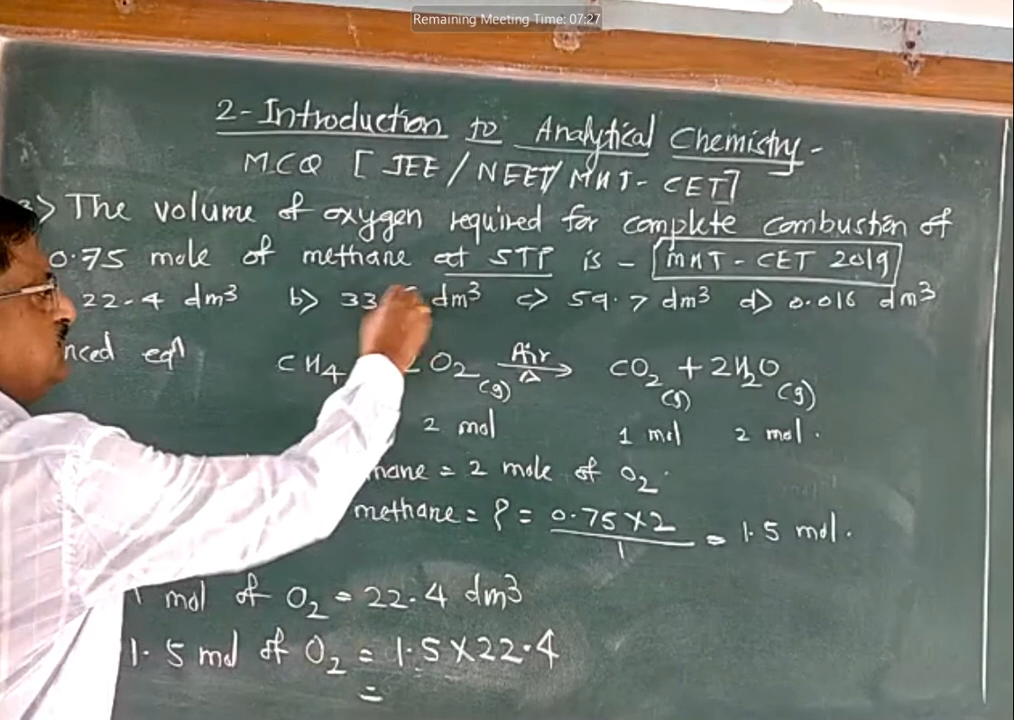 Remaining Meeting Time: 07:27
2- Introduction to Analytical Chemistry -
MCQ [ JEE / NEET/ MHT- CET]
> The volume of oxygen required for complete combustion of
0.75 mole of methane at STP is - MHT - CET 2019
22.4 dm³ b> 33 dm³ c> 59.7 dm³ d> 0.016 dm³
eqⁿ CH₄ O₂(g) Air/Δ → CO₂(g) + 2H₂O(g)
2 mol 1 mol 2 mol.
= 2 mole of O₂.
methane = ? = 0.75×2/1 = 1.5 mol.
1 mol of O₂ = 22.4 dm³
1.5 mol of O₂ = 1.5×22.4
=